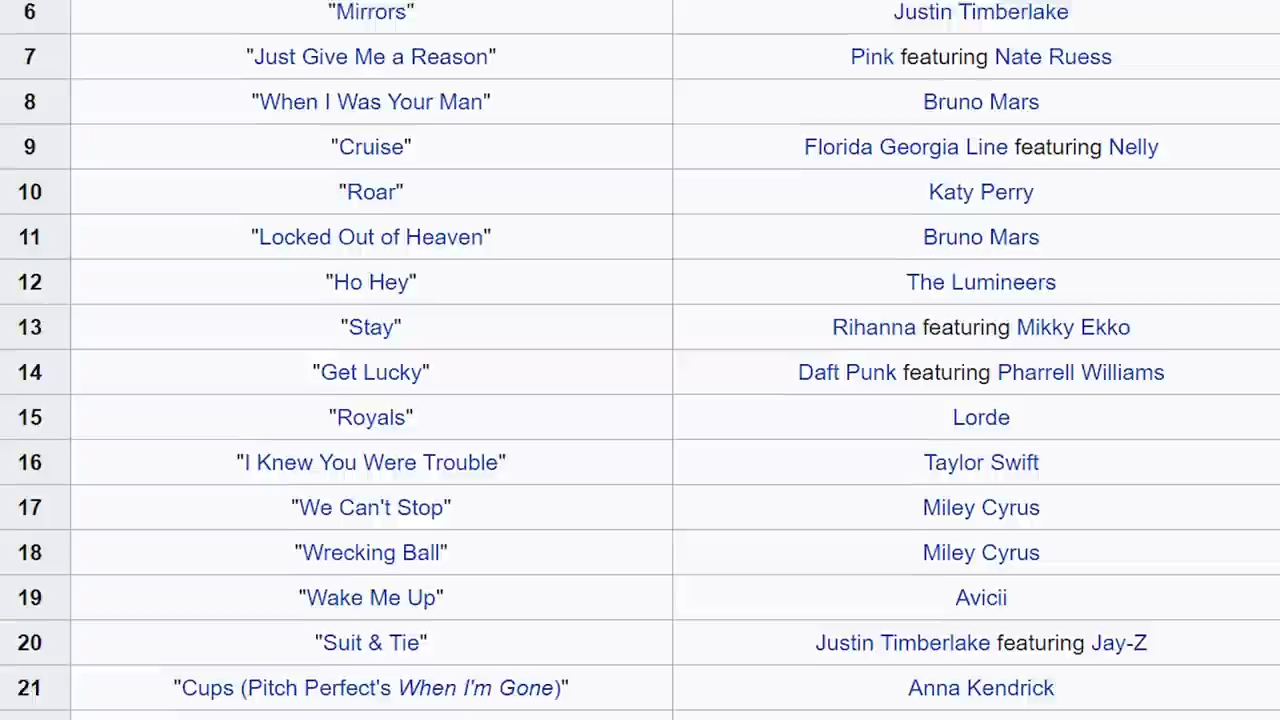 6 "Mirrors" Justin Timberlake
7 "Just Give Me a Reason" Pink featuring Nate Ruess
8 "When I Was Your Man" Bruno Mars
9 "Cruise" Florida Georgia Line featuring Nelly
10 "Roar" Katy Perry
11 "Locked Out of Heaven" Bruno Mars
12 "Ho Hey" The Lumineers
13 "Stay" Rihanna featuring Mikky Ekko
14 "Get Lucky" Daft Punk featuring Pharrell Williams
15 "Royals" Lorde
16 "I Knew You Were Trouble" Taylor Swift
17 "We Can't Stop" Miley Cyrus
18 "Wrecking Ball" Miley Cyrus
19 "Wake Me Up" Avicii
20 "Suit & Tie" Justin Timberlake featuring Jay-Z
21 "Cups (Pitch Perfect's When I'm Gone)" Anna Kendrick